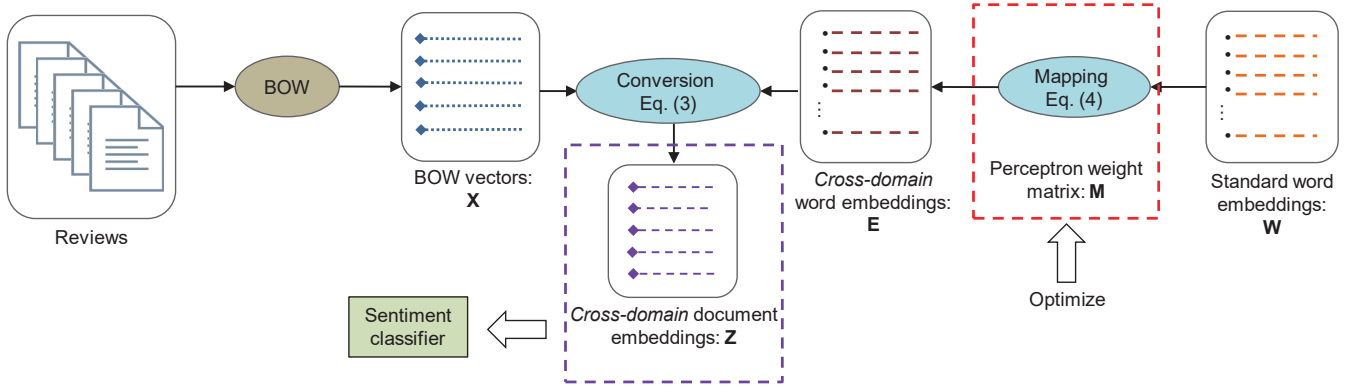 Reviews
BOW
BOW vectors:
X
Conversion
Eq. (3)
Cross-domain document
embeddings: Z
Sentiment
classifier
Cross-domain
word embeddings:
E
Mapping
Eq. (4)
Perceptron weight
matrix: M
Optimize
Standard word
embeddings:
W